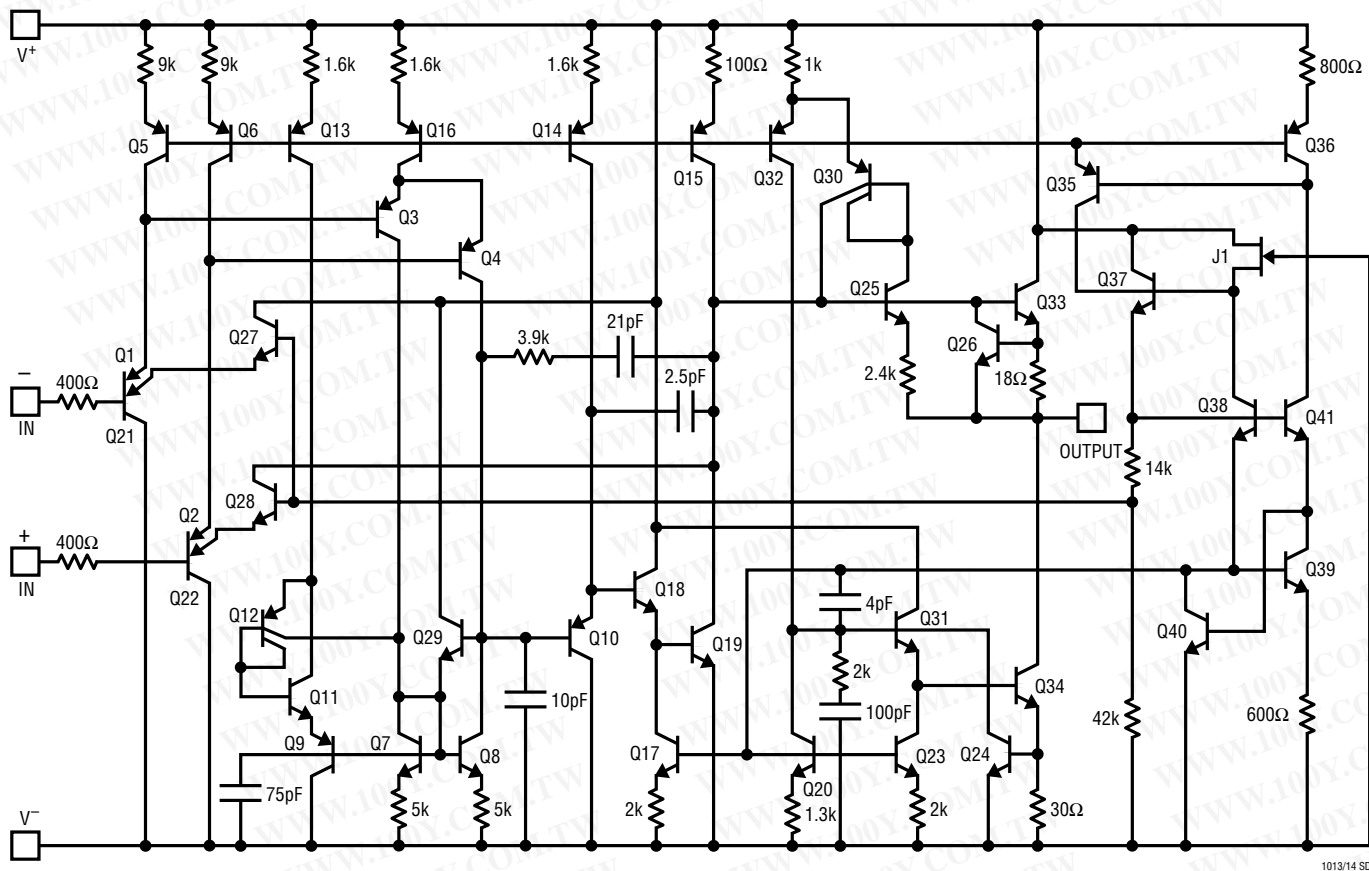 V+
9k
9k
1.6k
1.6k
1.6k
100Ω
1k
800Ω
Q5
Q6
Q13
Q16
Q14
Q15
Q32
Q30
Q35
Q36
Q3
Q4
J1
Q37
Q25
Q33
Q27
21pF
3.9k
Q26
Q1
2.5pF
2.4k
18Ω
−
400Ω
IN
Q21
Q38
Q41
OUTPUT
14k
Q28
Q2
+
400Ω
IN
Q22
Q18
Q39
4pF
Q31
Q12
Q29
Q10
Q19
Q40
2k
Q11
10pF
Q34
100pF
42k
600Ω
Q9
Q7
Q8
Q17
Q23
Q24
Q20
75pF
5k
5k
2k
1.3k
2k
30Ω
V−
1013/14 SD
WWW.100Y.COM.TW